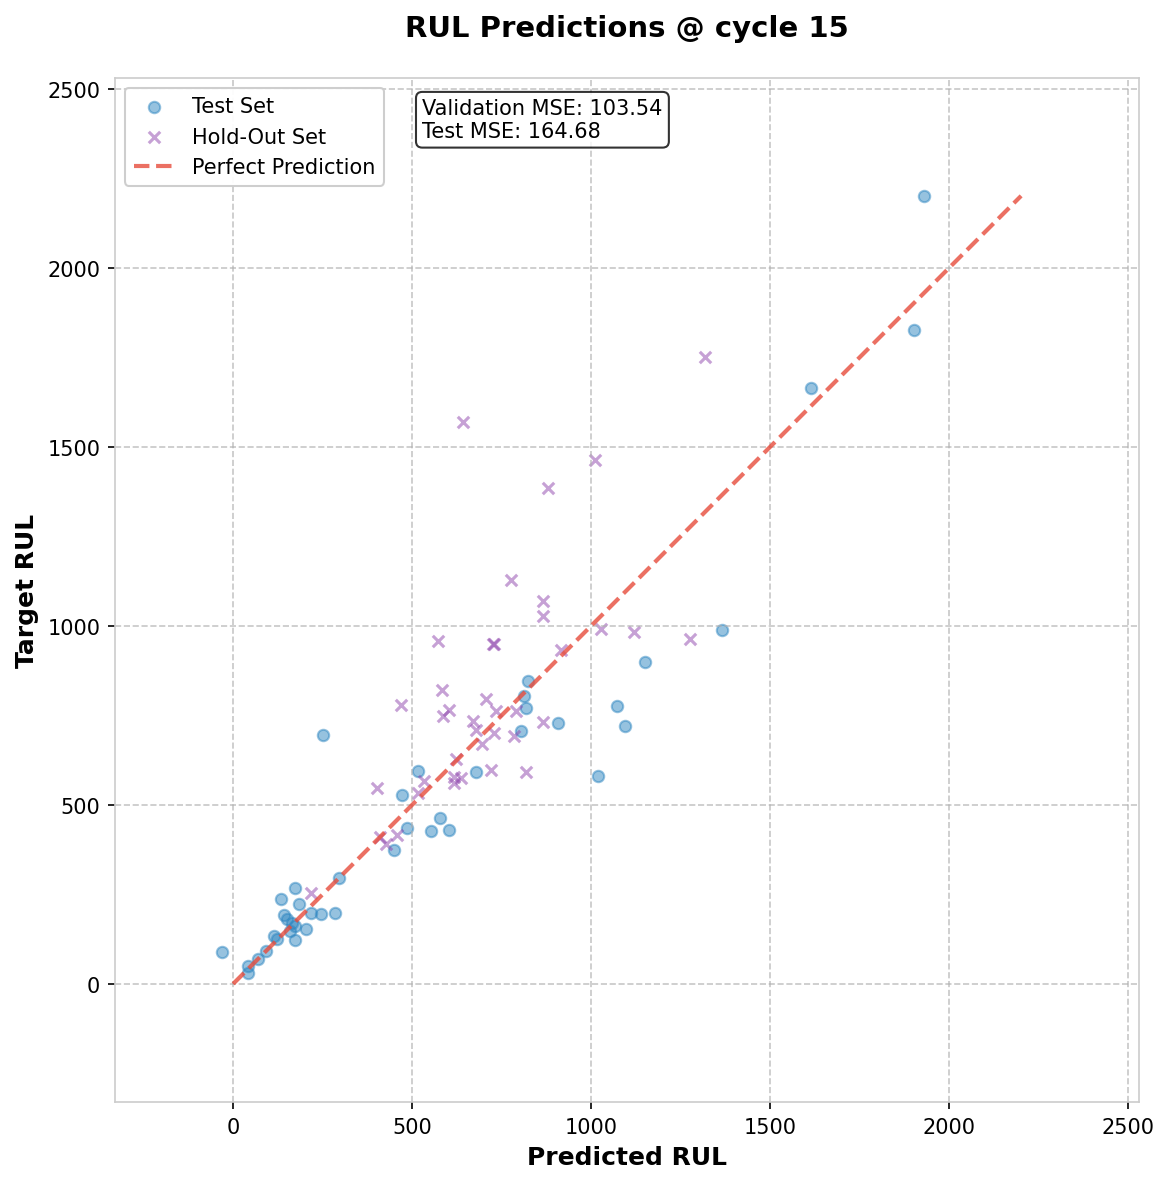 RUL Predictions @ cycle 15
Test Set
Hold-Out Set
Perfect Prediction
Validation MSE: 103.54
Test MSE: 164.68
Target RUL
2500
2000
1500
1000
500
0
0 500 1000 1500 2000 2500
Predicted RUL